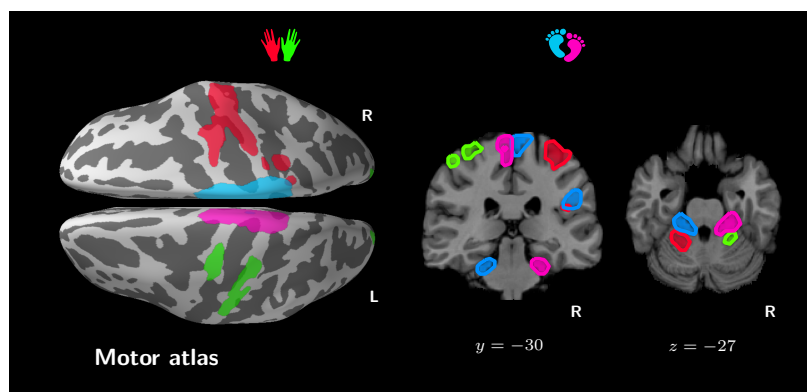 R
L
R
R
y = −30
z = −27
Motor atlas